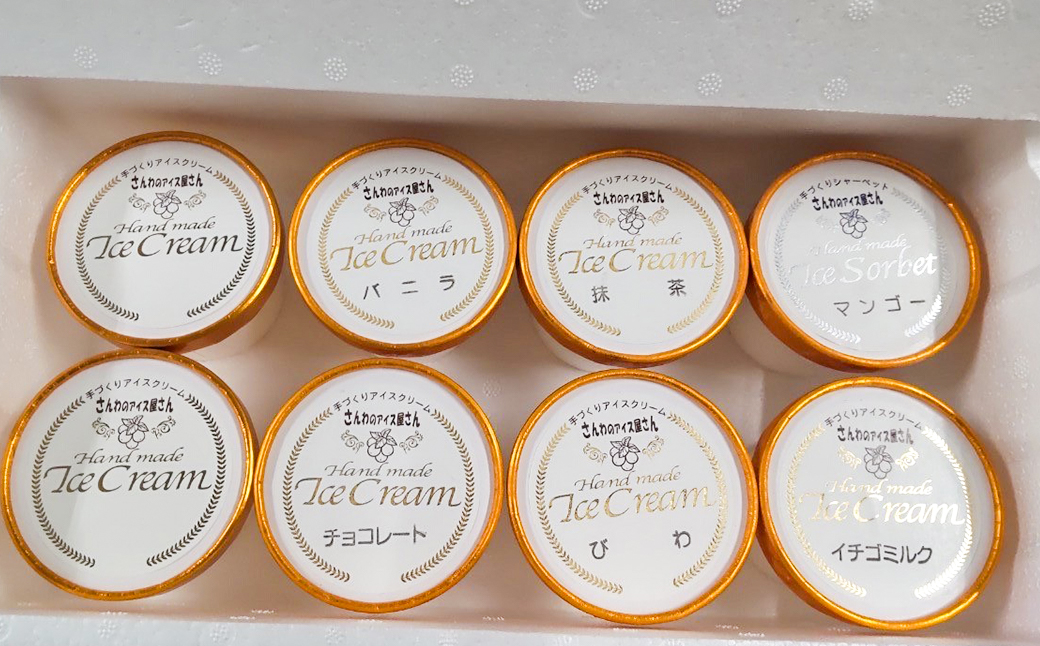 手づくりアイスクリーム
さんわのアイス屋さん
Hand made
Ice Cream
手づくりアイスクリーム
さんわのアイス屋さん
Hand made
Ice Cream
バニラ
手づくりアイスクリーム
さんわのアイス屋さん
Hand made
Ice Cream
抹茶
手づくりシャーベット
さんわのアイス屋さん
Hand made
Ice Sorbet
マンゴー
手づくりアイスクリーム
さんわのアイス屋さん
Hand made
Ice Cream
手づくりアイスクリーム
さんわのアイス屋さん
Hand made
Ice Cream
チョコレート
手づくりアイスクリーム
さんわのアイス屋さん
Hand made
Ice Cream
びわ
手づくりアイスクリーム
さんわのアイス屋さん
Hand made
Ice Cream
イチゴミルク